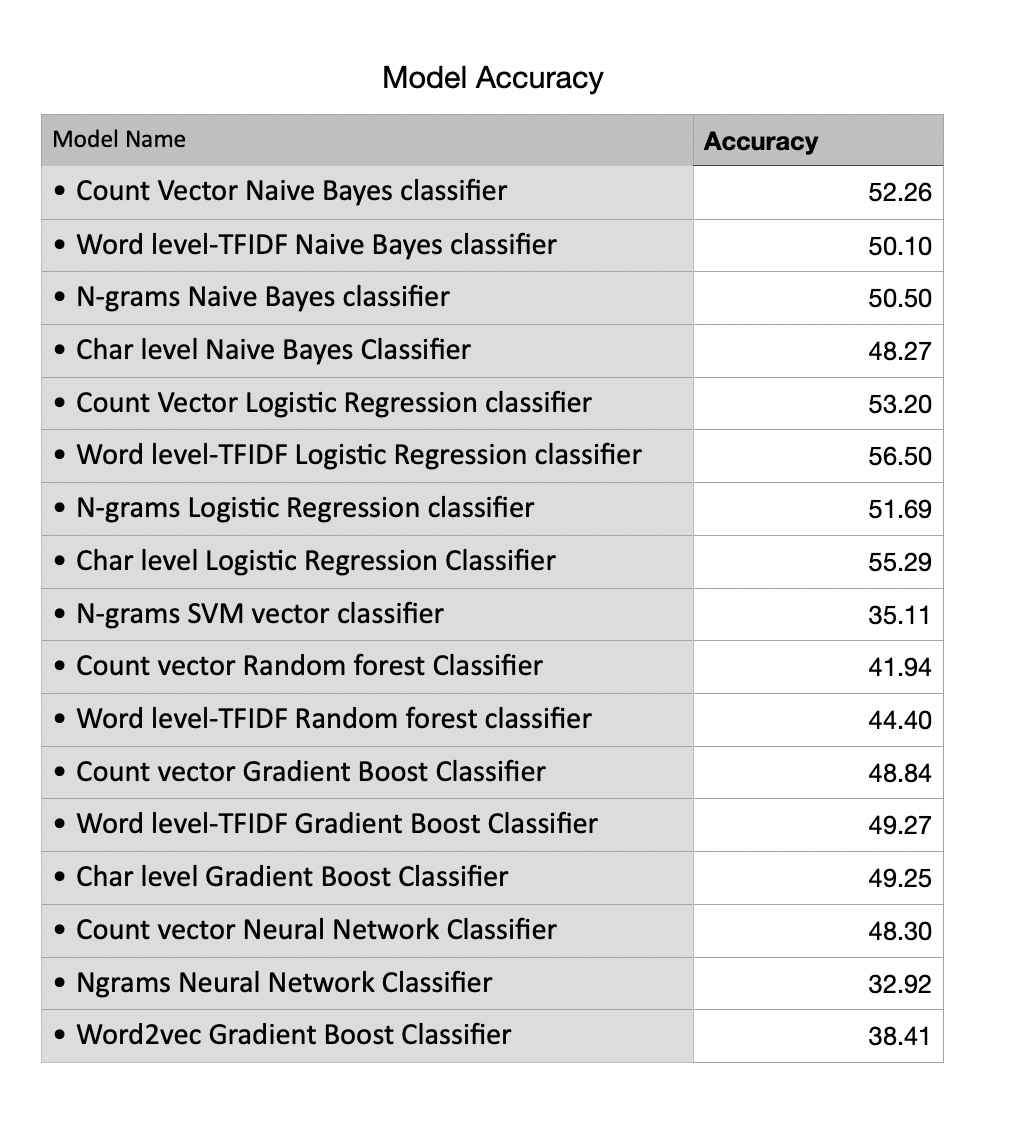 Model Accuracy
Model Name Accuracy
• Count Vector Naive Bayes classifier 52.26
• Word level-TFIDF Naive Bayes classifier 50.10
• N-grams Naive Bayes classifier 50.50
• Char level Naive Bayes Classifier 48.27
• Count Vector Logistic Regression classifier 53.20
• Word level-TFIDF Logistic Regression classifier 56.50
• N-grams Logistic Regression classifier 51.69
• Char level Logistic Regression Classifier 55.29
• N-grams SVM vector classifier 35.11
• Count vector Random forest Classifier 41.94
• Word level-TFIDF Random forest classifier 44.40
• Count vector Gradient Boost Classifier 48.84
• Word level-TFIDF Gradient Boost Classifier 49.27
• Char level Gradient Boost Classifier 49.25
• Count vector Neural Network Classifier 48.30
• Ngrams Neural Network Classifier 32.92
• Word2vec Gradient Boost Classifier 38.41